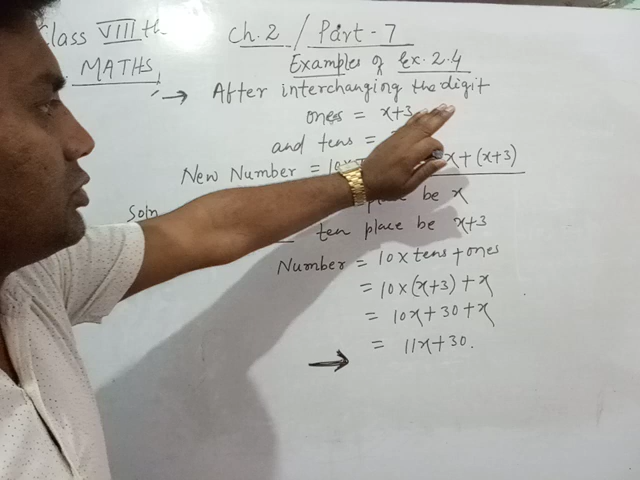 Class VIII th Ch. 2 / Part - 7
MATHS Examples of Ex. 2.4
→ After interchanging the digit
ones = x+3
and tens =
New Number = 10x x + (x+3)
Soln place be x
ten place be x+3
Number = 10 x tens + ones
= 10 x (x+3) + x
= 10x + 30 + x
→ = 11x + 30.